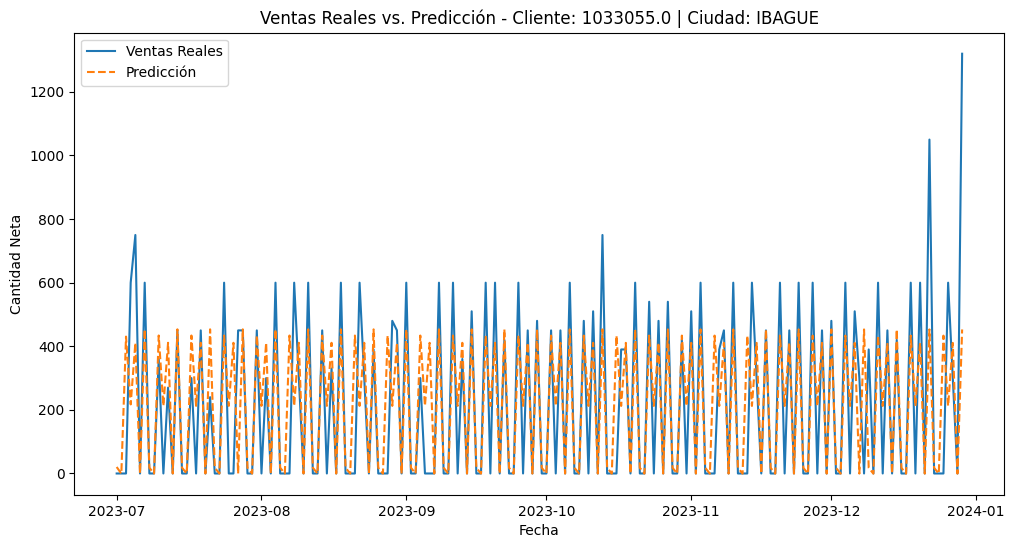 Ventas Reales vs. Predicción - Cliente: 1033055.0 | Ciudad: IBAGUE
Ventas Reales
Predicción
Cantidad Neta
1200
1000
800
600
400
200
0
2023-07
2023-08
2023-09
2023-10
2023-11
2023-12
2024-01
Fecha